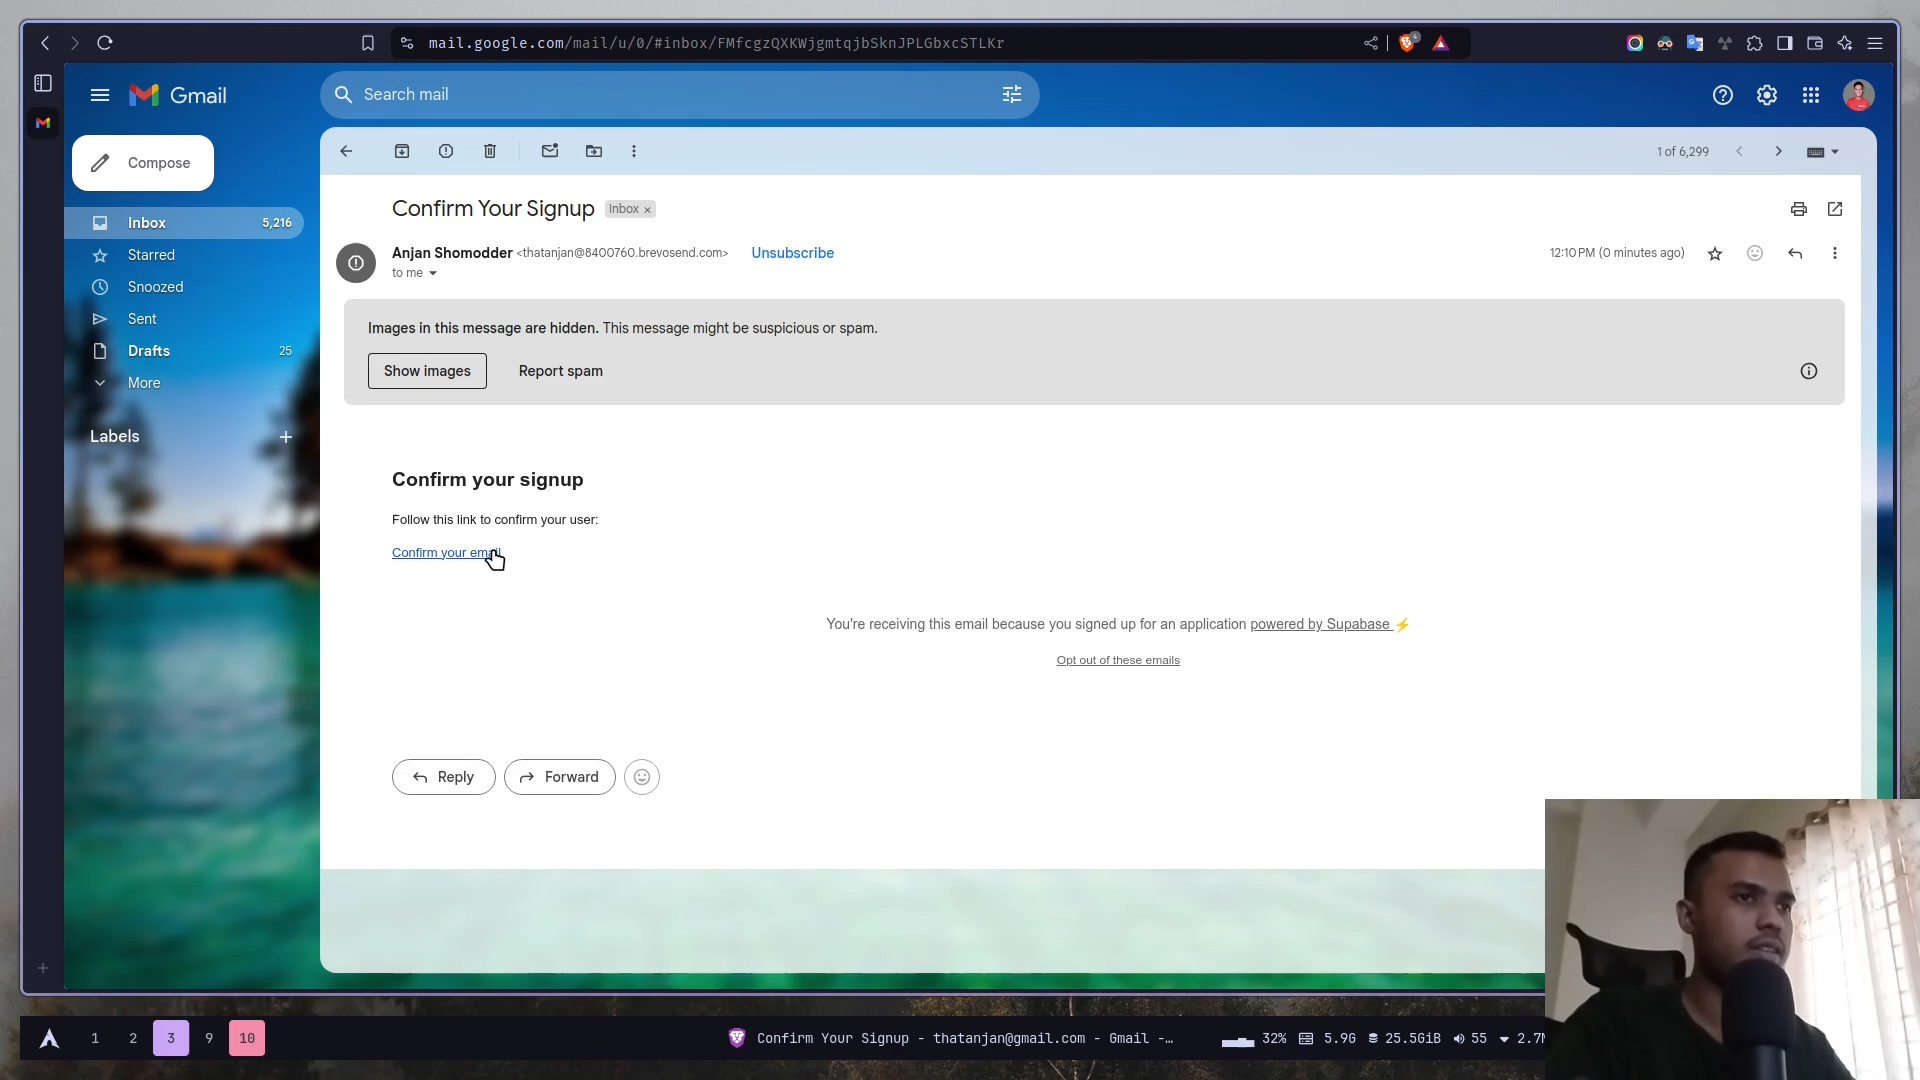 mail.google.com/mail/u/0/#inbox/FMfcgzQXKWjgmtqjbSknJPLGbxcSTLKr
4
Gmail
Search mail
Compose
1 of 6,299
Inbox 5,216
Starred
Snoozed
Sent
Drafts 25
More
Labels
Confirm Your Signup Inbox x
Anjan Shomodder <thatanjan@8400760.brevosend.com> Unsubscribe 12:10 PM (0 minutes ago)
to me
Images in this message are hidden. This message might be suspicious or spam.
Show images Report spam
Confirm your signup
Follow this link to confirm your user:
Confirm your email
You're receiving this email because you signed up for an application powered by Supabase ⚡
Opt out of these emails
Reply Forward
1 2 3 9 10 Confirm Your Signup - thatanjan@gmail.com - Gmail -… 32% 5.9G 25.5GiB 55